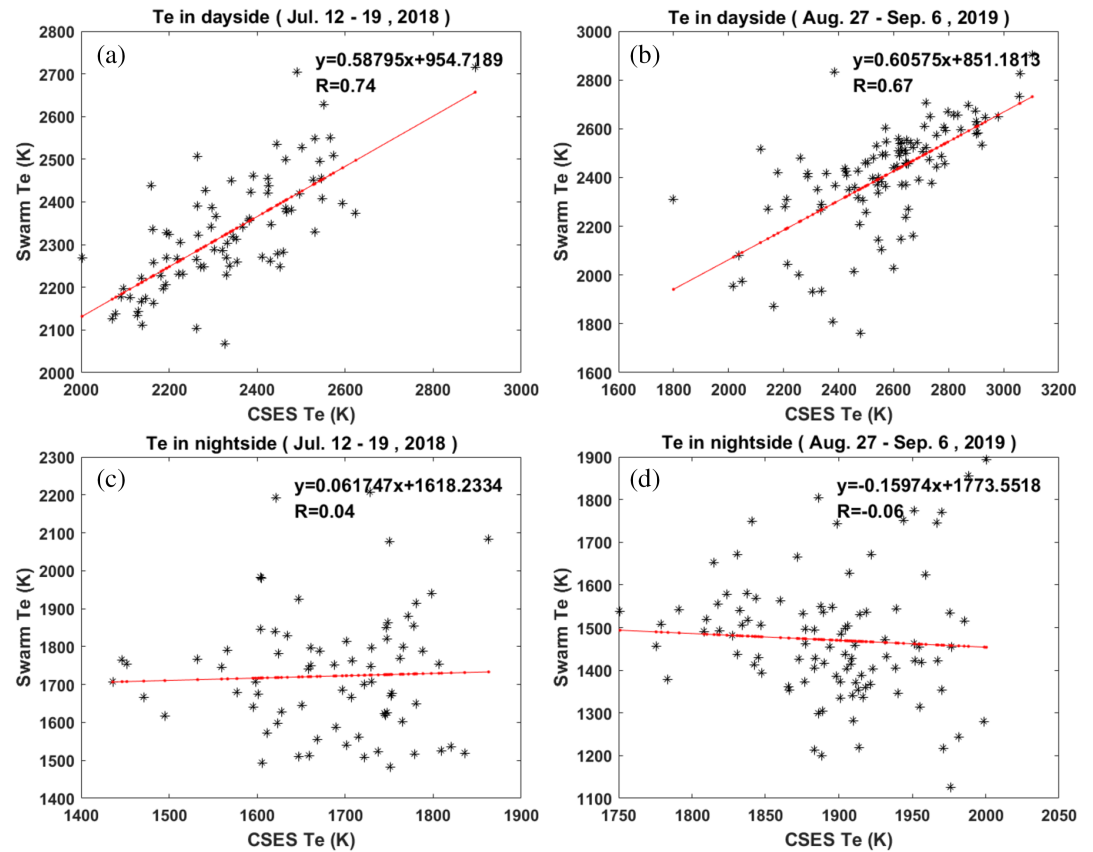 Te in dayside ( Jul. 12 - 19 , 2018 )
(a)
y=0.58795x+954.7189
R=0.74
Swarm Te (K)
2800
2700
2600
2500
2400
2300
2200
2100
2000
2000 2200 2400 2600 2800 3000
CSES Te (K)
Te in dayside ( Aug. 27 - Sep. 6 , 2019 )
(b)
y=0.60575x+851.1813
R=0.67
Swarm Te (K)
3000
2800
2600
2400
2200
2000
1800
1600
1600 1800 2000 2200 2400 2600 2800 3000 3200
CSES Te (K)
Te in nightside ( Jul. 12 - 19 , 2018 )
(c)
y=0.061747x+1618.2334
R=0.04
Swarm Te (K)
2300
2200
2100
2000
1900
1800
1700
1600
1500
1400
1400 1500 1600 1700 1800 1900
CSES Te (K)
Te in nightside ( Aug. 27 - Sep. 6 , 2019 )
(d)
y=-0.15974x+1773.5518
R=-0.06
Swarm Te (K)
1900
1800
1700
1600
1500
1400
1300
1200
1100
1750 1800 1850 1900 1950 2000 2050
CSES Te (K)